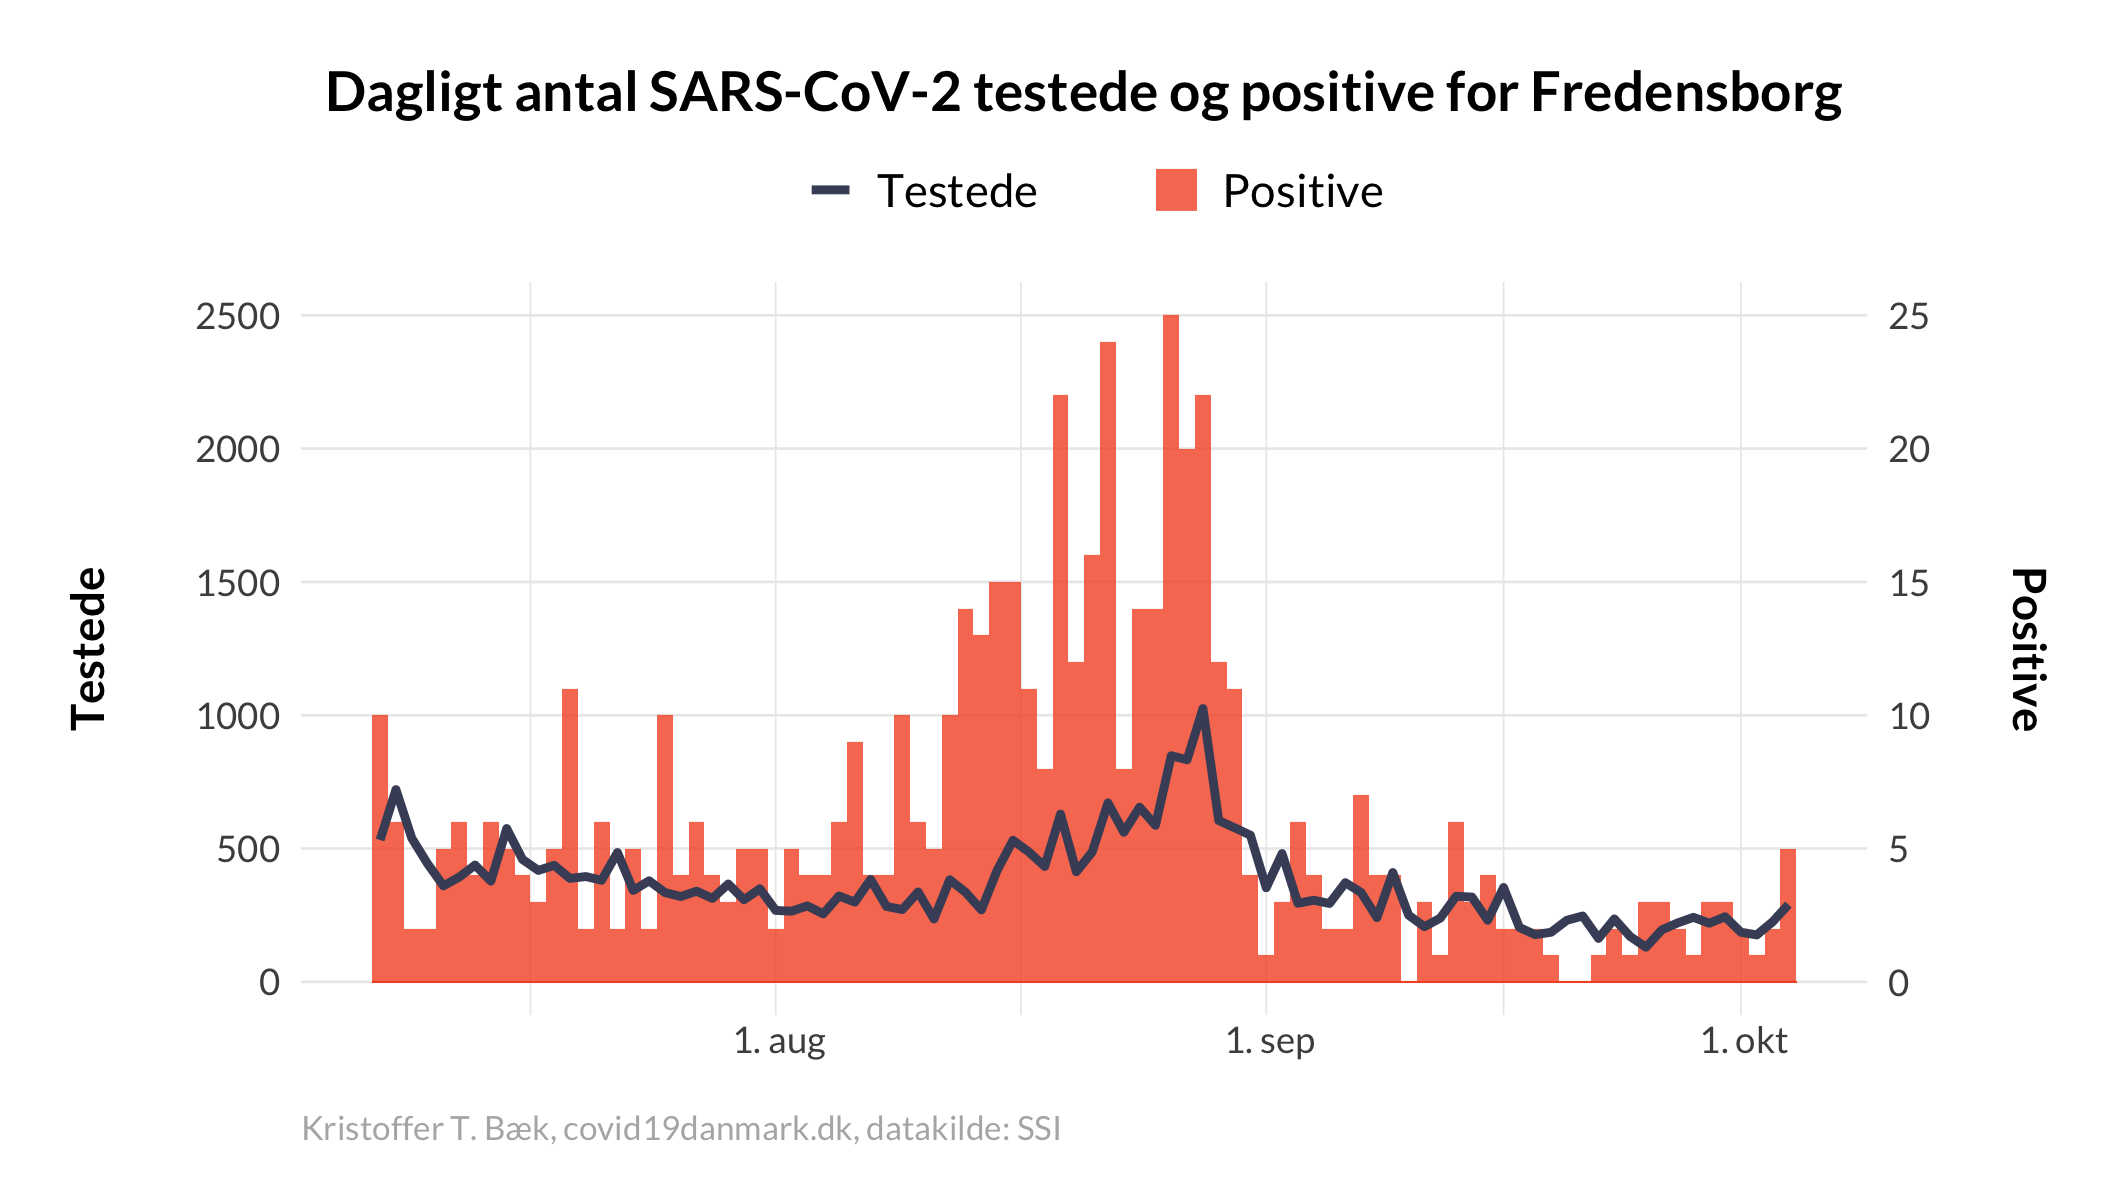 Dagligt antal SARS-CoV-2 testede og positive for Fredensborg
Testede Positive
2500 25
2000 20
1500 15
1000 10
500 5
0 0
Testede
Positive
1. aug 1. sep 1. okt
Kristoffer T. Bæk, covid19danmark.dk, datakilde: SSI